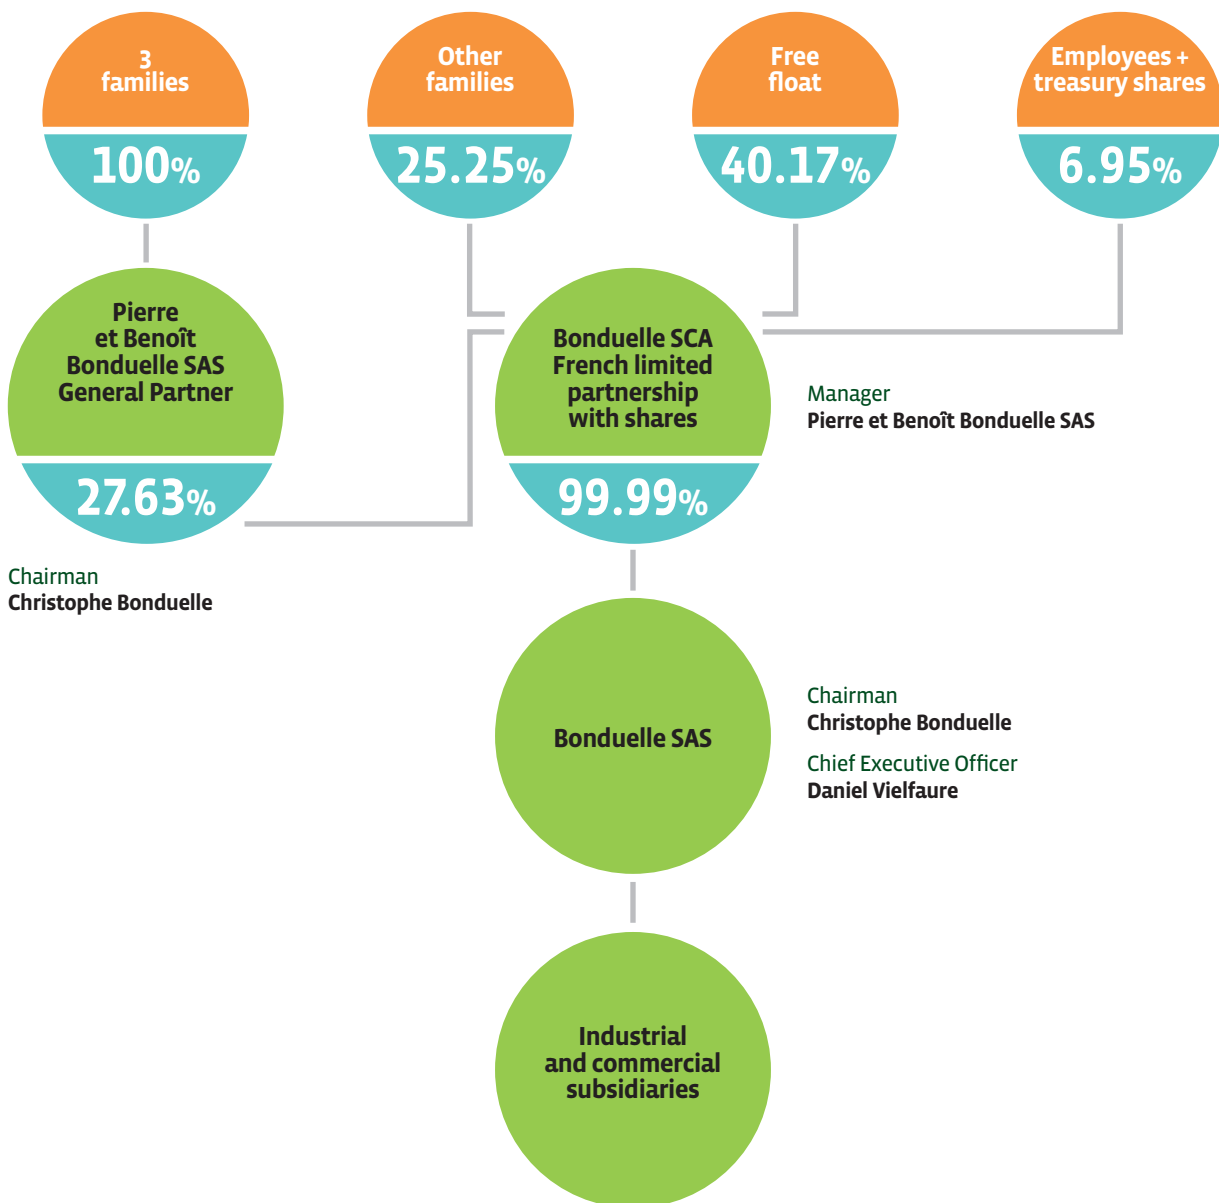 3
families
100%
Other
families
25.25%
Free
float
40.17%
Employees +
treasury shares
6.95%
Pierre
et Benoît
Bonduelle SAS
General Partner
27.63%
Chairman
Christophe Bonduelle
Bonduelle SCA
French limited
partnership
with shares
99.99%
Manager
Pierre et Benoît Bonduelle SAS
Bonduelle SAS
Chairman
Christophe Bonduelle
Chief Executive Officer
Daniel Vielfaure
Industrial
and commercial
subsidiaries